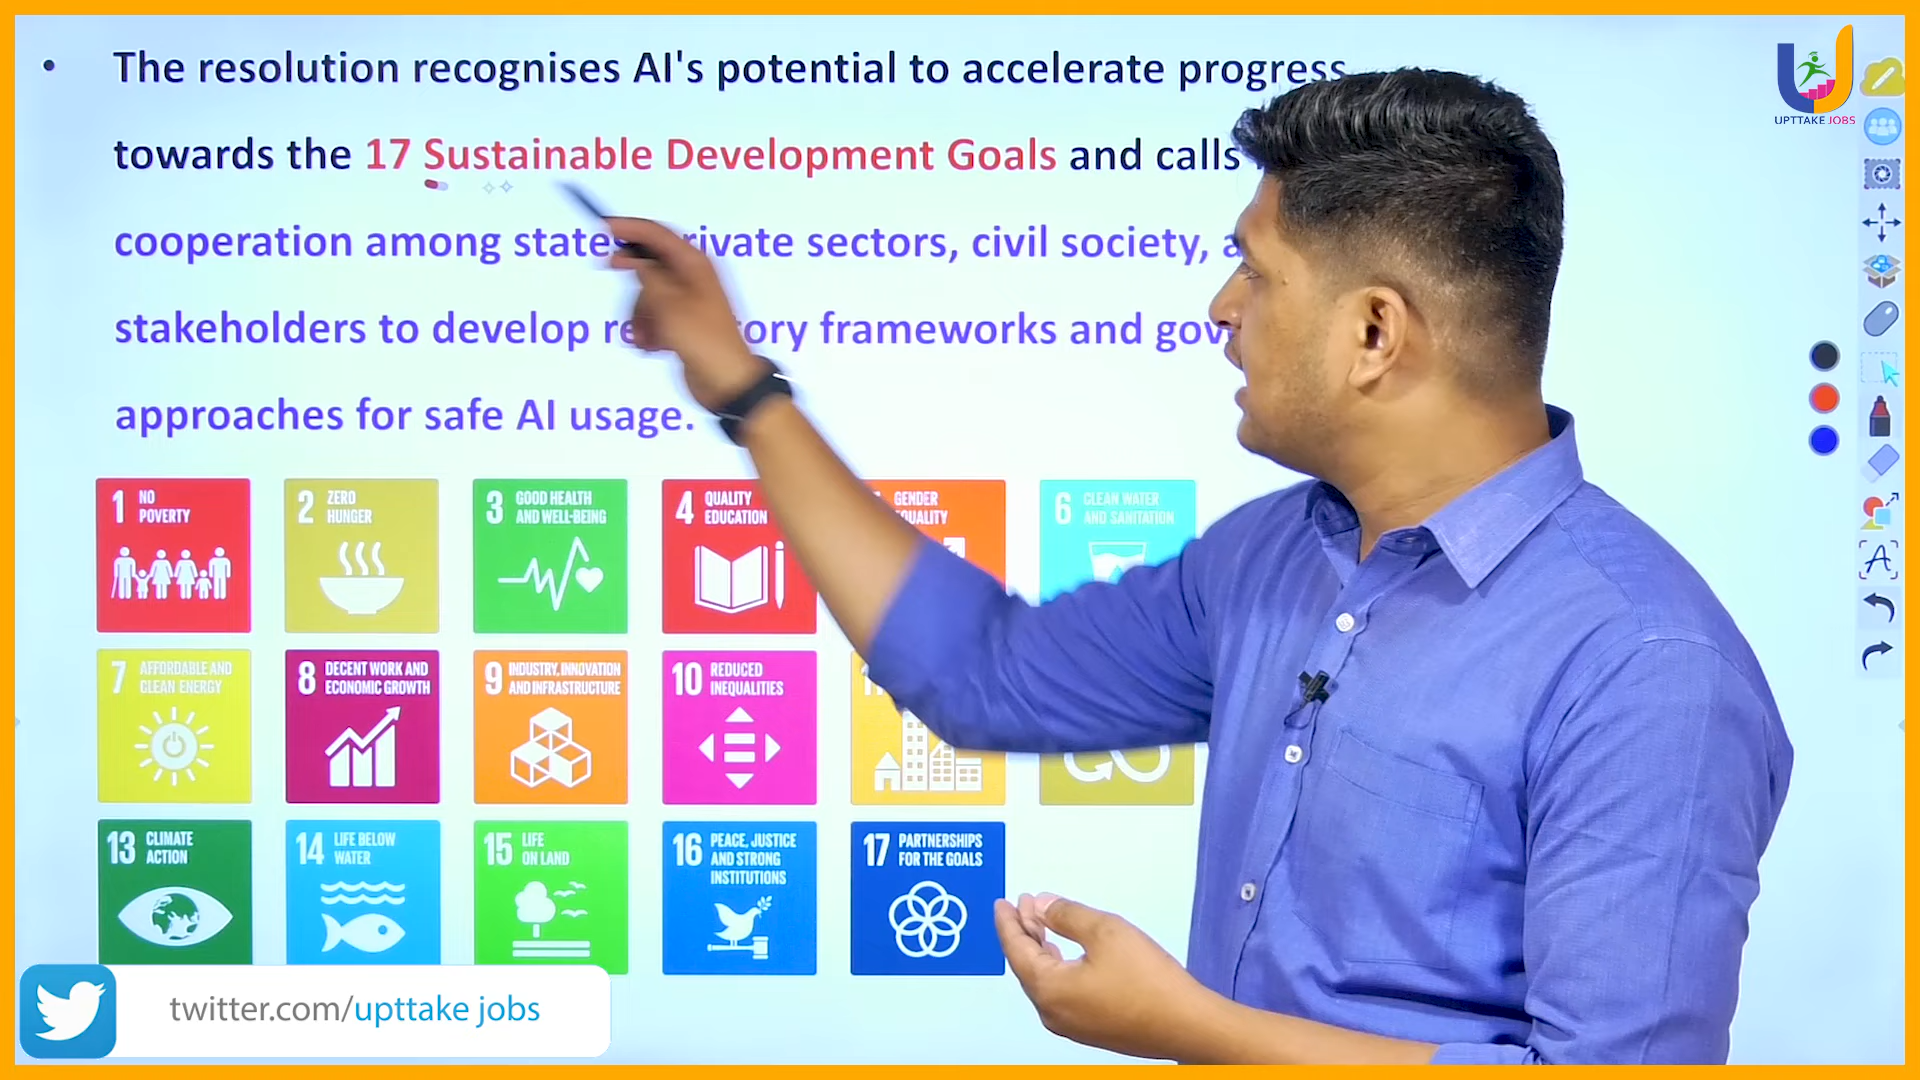 • The resolution recognises AI's potential to accelerate progress
towards the 17 Sustainable Development Goals and calls
cooperation among states private sectors, civil society,
stakeholders to develop frameworks and
approaches for safe AI usage.
UPTTAKE JOBS
1 NO
POVERTY
2 ZERO
HUNGER
3 GOOD HEALTH
AND WELL-BEING
4 QUALITY
EDUCATION
GENDER
EQUALITY
6 CLEAN WATER
AND SANITATION
7 AFFORDABLE AND
CLEAN ENERGY
8 DECENT WORK AND
ECONOMIC GROWTH
9 INDUSTRY, INNOVATION
AND INFRASTRUCTURE
10 REDUCED
INEQUALITIES
13 CLIMATE
ACTION
14 LIFE BELOW
WATER
15 LIFE
ON LAND
16 PEACE, JUSTICE
AND STRONG
INSTITUTIONS
17 PARTNERSHIPS
FOR THE GOALS
A
twitter.com/upttake jobs